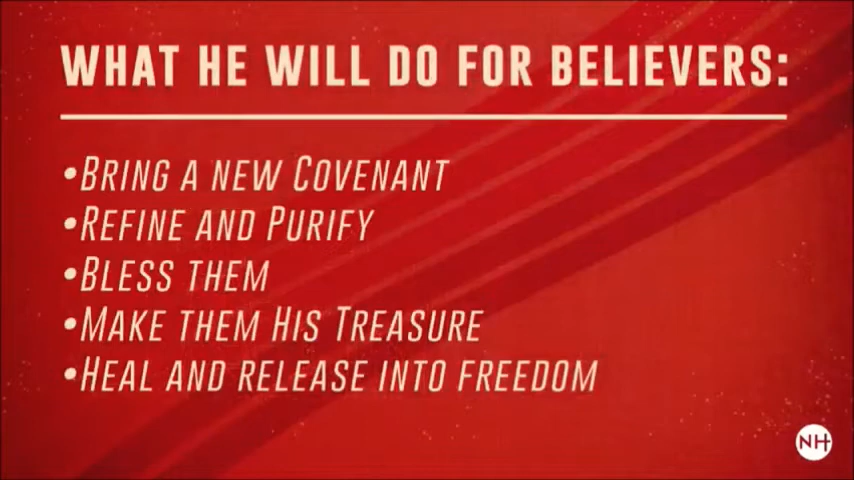 WHAT HE WILL DO FOR BELIEVERS:
•BRING A NEW COVENANT
•REFINE AND PURIFY
•BLESS THEM
•MAKE THEM HIS TREASURE
•HEAL AND RELEASE INTO FREEDOM
NH